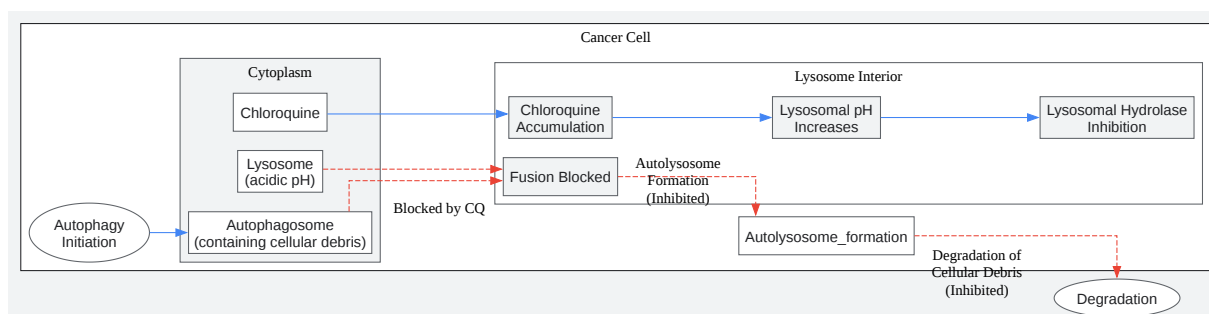 Cancer Cell
Cytoplasm
Lysosome Interior
Chloroquine
Chloroquine
Accumulation
Lysosomal pH
Increases
Lysosomal Hydrolase
Inhibition
Lysosome
(acidic pH)
Fusion Blocked
Autolysosome
Formation
(Inhibited)
Blocked by CQ
Autophagy
Initiation
Autophagosome
(containing cellular debris)
Autolysosome_formation
Degradation of
Cellular Debris
(Inhibited)
Degradation